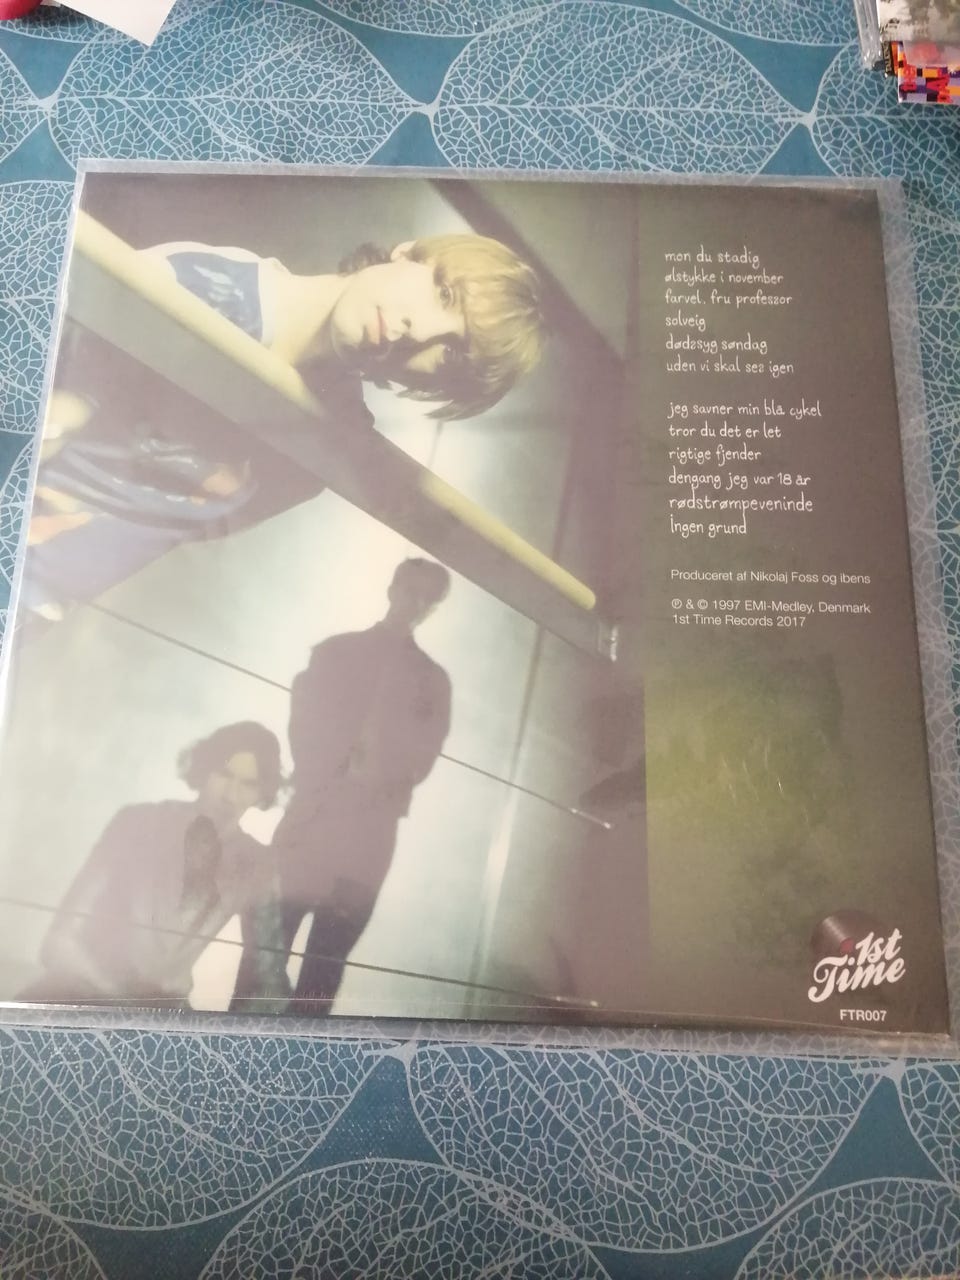 mon du stadig
ølstykke i november
farvel, fru professor
solveig
dødssyg søndag
uden vi skal ses igen
jeg savner min blå cykel
tror du det er let
rigtige fjender
dengang jeg var 18 år
rødstrømpeveninde
ingen grund
Produceret af Nikolaj Foss og ibens
℗ & © 1997 EMI-Medley, Denmark
1st Time Records 2017
1st
Time
FTR007